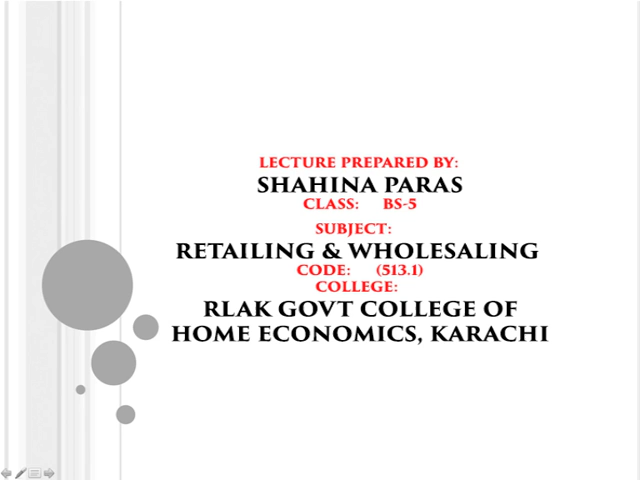 LECTURE PREPARED BY:
SHAHINA PARAS
CLASS: BS-5
SUBJECT:
RETAILING & WHOLESALING
CODE: (513.1)
COLLEGE:
RLAK GOVT COLLEGE OF
HOME ECONOMICS, KARACHI